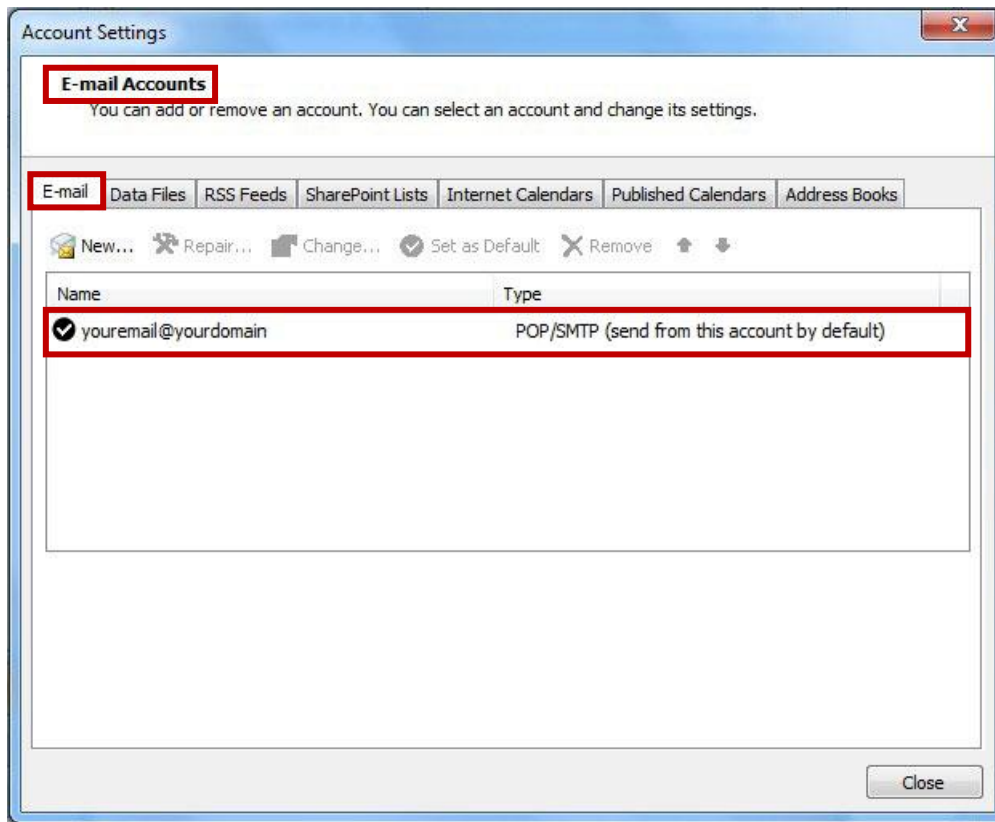 Account Settings
E-mail Accounts
You can add or remove an account. You can select an account and change its settings.
E-mail Data Files RSS Feeds SharePoint Lists Internet Calendars Published Calendars Address Books
New... Repair... Change... Set as Default Remove
Name Type
youremail@yourdomain POP/SMTP (send from this account by default)
Close